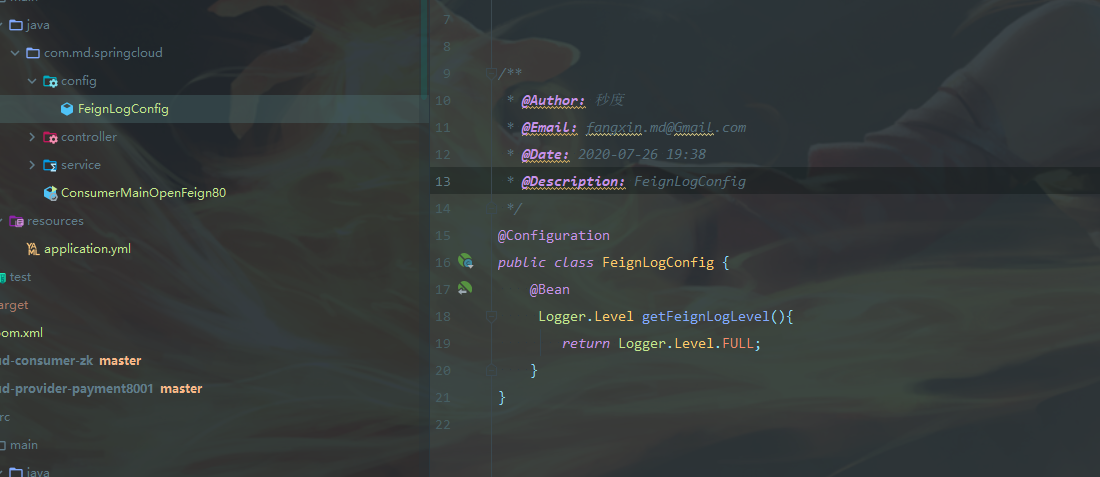 main
java
com.md.springcloud
config
FeignLogConfig
controller
service
ConsumerMainOpenFeign80
resources
application.yml
test
arget
om.xml
d-consumer-zk master
d-provider-payment8001 master
rc
main
java
7
8
9 /**
10 * @Author: 秒度
11 * @Email: fangxin.md@Gmail.com
12 * @Date: 2020-07-26 19:38
13 * @Description: FeignLogConfig
14 */
15 @Configuration
16 public class FeignLogConfig {
17 @Bean
18 Logger.Level getFeignLogLevel(){
19 return Logger.Level.FULL;
20 }
21 }
22